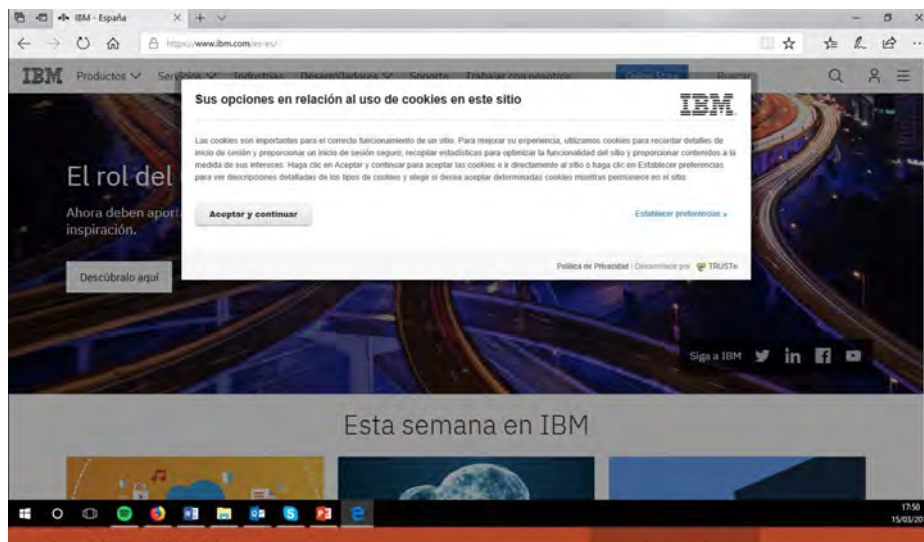 IBM - España
https://www.ibm.com/es-es/
IBM Productos Servicios Industrias Desarrolladores Soporte Trabajar con nosotros Buscar
Sus opciones en relación al uso de cookies en este sitio
IBM
Las cookies son importantes para el correcto funcionamiento de un sitio. Para mejorar su experiencia, utilizamos cookies para recordar detalles de
inicio de sesión y proporcionar un inicio de sesión seguro, recopilar estadísticas para optimizar la funcionalidad del sitio y proporcionar contenidos a la
medida de sus intereses. Haga clic en Aceptar y continuar para aceptar las cookies e ir directamente al sitio o haga clic en Establecer preferencias
para ver descripciones detalladas de los tipos de cookies y elegir si desea aceptar determinadas cookies mientras permanece en el sitio.
El rol del
Ahora deben aport
inspiración.
Aceptar y continuar
Establecer preferencias »
Política de Privacidad | Desarrollado por TRUSTe
Descúbralo aquí
Siga a IBM
Esta semana en IBM
17:50
15/03/20